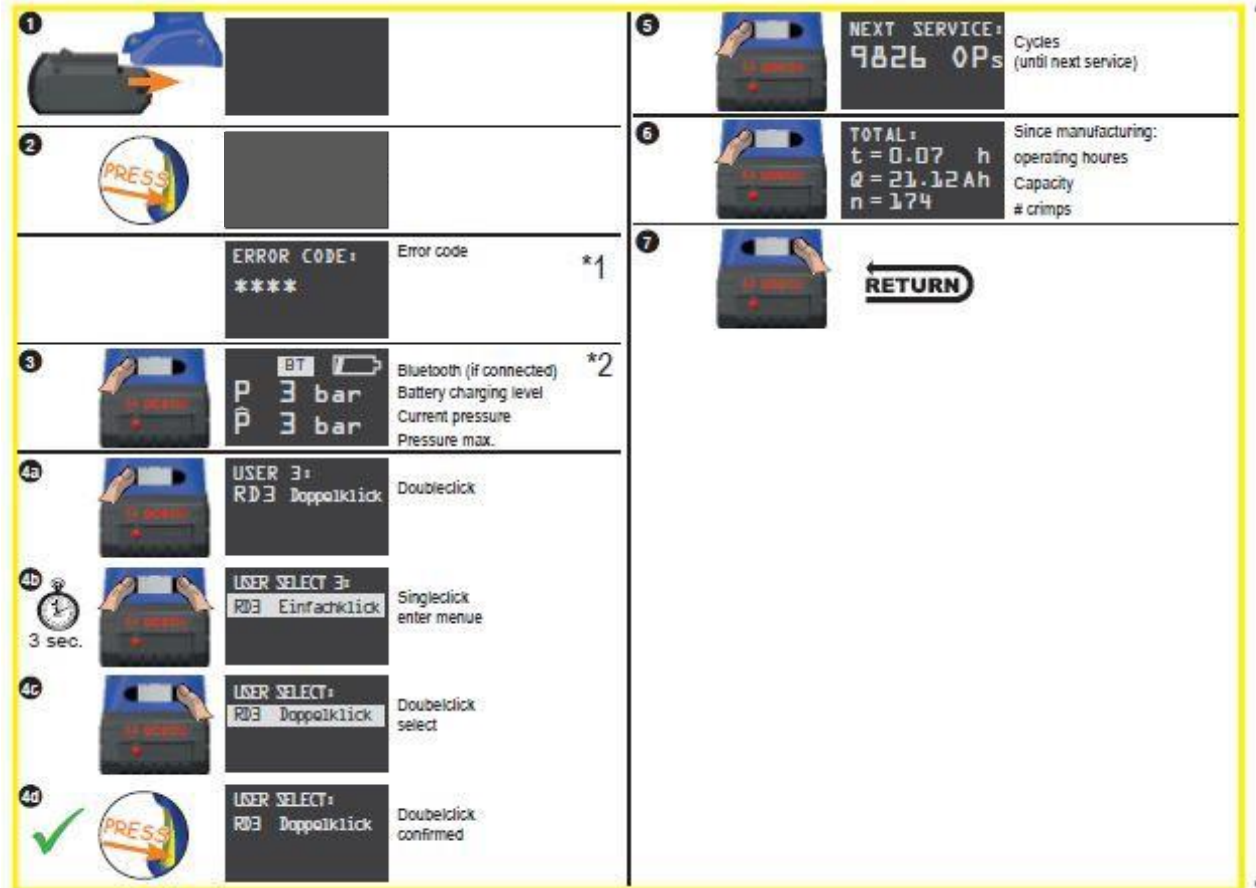 1
2
PRESS
ERROR CODE:
****
Error code
*1
3
BT
P 3 bar
P̂ 3 bar
Bluetooth (if connected)
*2
Battery charging level
Current pressure
Pressure max.
4a
USER 3:
RD3 Doppelklick
Doubleclick
4b
3 sec.
USER SELECT 3:
RD3 Einfachklick
Singleclick
enter menue
4c
USER SELECT:
RD3 Doppelklick
Doubelclick
select
4d
PRESS
USER SELECT:
RD3 Doppelklick
Doubelclick
confirmed
5
NEXT SERVICE:
9826 OPs
Cycles
(until next service)
6
TOTAL:
t = 0.07 h
Q = 21.12Ah
n = 174
Since manufacturing:
operating houres
Capacity
# crimps
7
RETURN